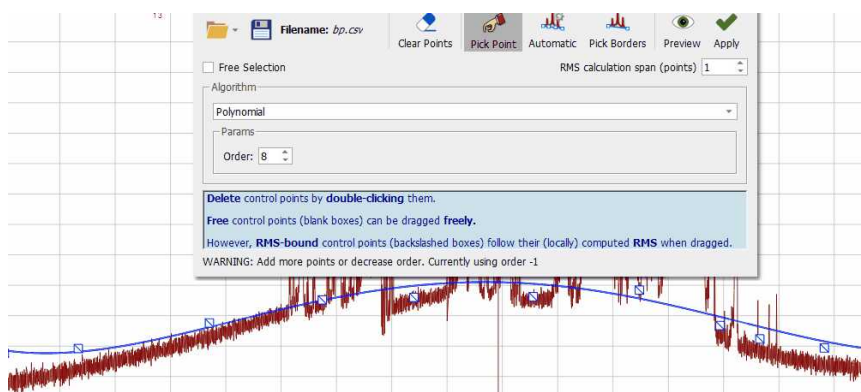 13
Filename: bp.csv
Clear Points Pick Point Automatic Pick Borders Preview Apply
Free Selection RMS calculation span (points) 1
Algorithm
Polynomial
Params
Order: 8
Delete control points by double-clicking them.
Free control points (blank boxes) can be dragged freely.
However, RMS-bound control points (backslashed boxes) follow their (locally) computed RMS when dragged.
WARNING: Add more points or decrease order. Currently using order -1